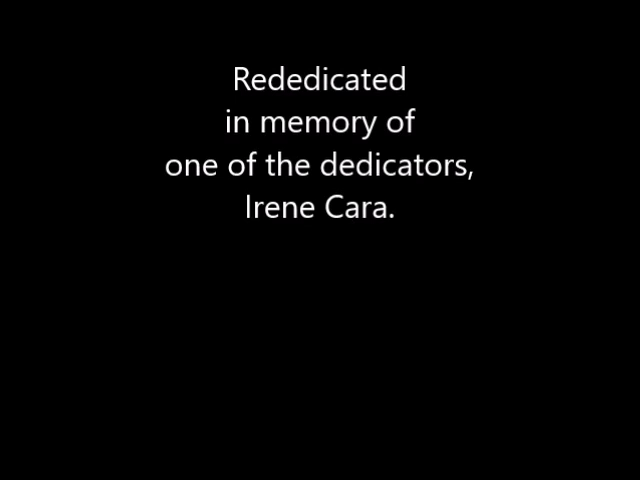 Rededicated
in memory of
one of the dedicators,
Irene Cara.